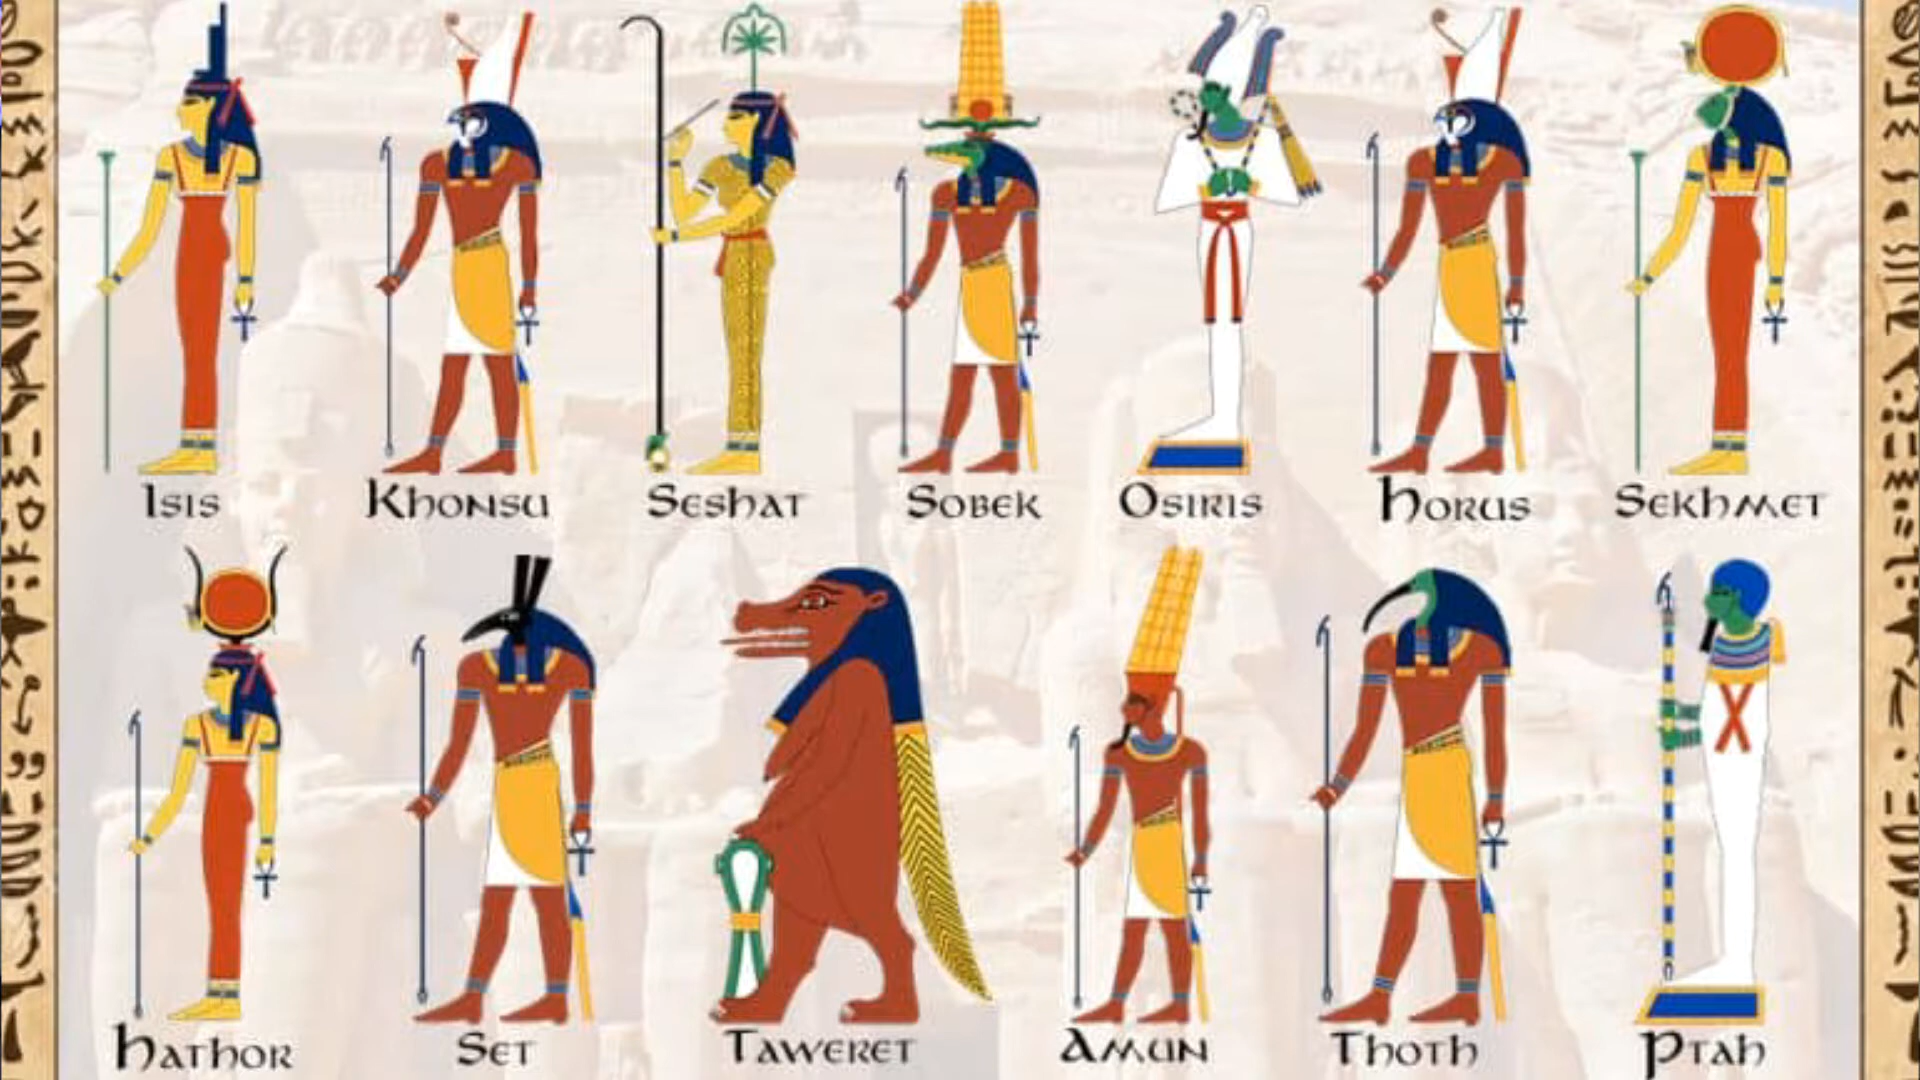 Isis
Khonsu
Seshat
Sobek
Osiris
Horus
Sekhmet
Hathor
Set
Taweret
Amun
Thoth
Ptah